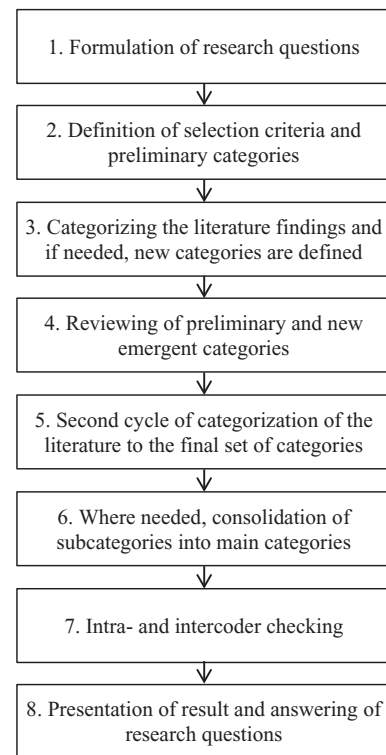 1. Formulation of research questions
2. Definition of selection criteria and
preliminary categories
3. Categorizing the literature findings and
if needed, new categories are defined
4. Reviewing of preliminary and new
emergent categories
5. Second cycle of categorization of the
literature to the final set of categories
6. Where needed, consolidation of
subcategories into main categories
7. Intra- and intercoder checking
8. Presentation of result and answering of
research questions